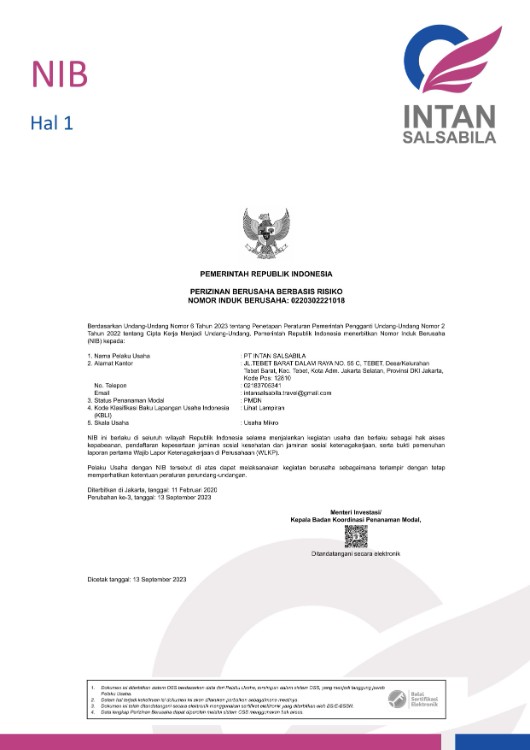 NIB
Hal 1
INTAN
SALSABILA
PEMERINTAH REPUBLIK INDONESIA
PERIZINAN BERUSAHA BERBASIS RISIKO
NOMOR INDUK BERUSAHA: 0220302221018
Berdasarkan Undang-Undang Nomor 6 Tahun 2023 tentang Penetapan Peraturan Pemerintah Pengganti Undang-Undang Nomor 2
Tahun 2022 tentang Cipta Kerja Menjadi Undang-Undang, Pemerintah Republik Indonesia menerbitkan Nomor Induk Berusaha
(NIB) kepada:
1. Nama Pelaku Usaha : PT INTAN SALSABILA
2. Alamat Kantor : JL.TEBET BARAT DALAM RAYA NO. 55 C, TEBET, Desa/Kelurahan
Tebet Barat, Kec. Tebet, Kota Adm. Jakarta Selatan, Provinsi DKI Jakarta,
Kode Pos: 12810
No. Telepon : 02183706341
Email : intansalsabila.travel@gmail.com
3. Status Penanaman Modal : PMDN
4. Kode Klasifikasi Baku Lapangan Usaha Indonesia : Lihat Lampiran
(KBLI)
5. Skala Usaha : Usaha Mikro
NIB ini berlaku di seluruh wilayah Republik Indonesia selama menjalankan kegiatan usaha dan berlaku sebagai hak akses
kepabeanan, pendaftaran kepesertaan jaminan sosial kesehatan dan jaminan sosial ketenagakerjaan, serta bukti pemenuhan
laporan pertama Wajib Lapor Ketenagakerjaan di Perusahaan (WLKP).
Pelaku Usaha dengan NIB tersebut di atas dapat melaksanakan kegiatan berusaha sebagaimana terlampir dengan tetap
memperhatikan ketentuan peraturan perundang-undangan.
Diterbitkan di Jakarta, tanggal: 11 Februari 2020
Perubahan ke-3, tanggal: 13 September 2023
Menteri Investasi/
Kepala Badan Koordinasi Penanaman Modal,
Ditandatangani secara elektronik
Dicetak tanggal: 13 September 2023
1. Dokumen ini diterbitkan sistem OSS berdasarkan data dari Pelaku Usaha, tersimpan dalam sistem OSS, yang menjadi tanggung jawab
Pelaku Usaha.
2. Dalam hal terjadi kekeliruan isi dokumen ini akan dilakukan perbaikan sebagaimana mestinya.
3. Dokumen ini telah ditandatangani secara elektronik menggunakan sertifikat elektronik yang diterbitkan oleh BSrE-BSSN.
4. Data lengkap Perizinan Berusaha dapat diperoleh melalui sistem OSS menggunakan hak akses.
Balai
Sertifikasi
Elektronik